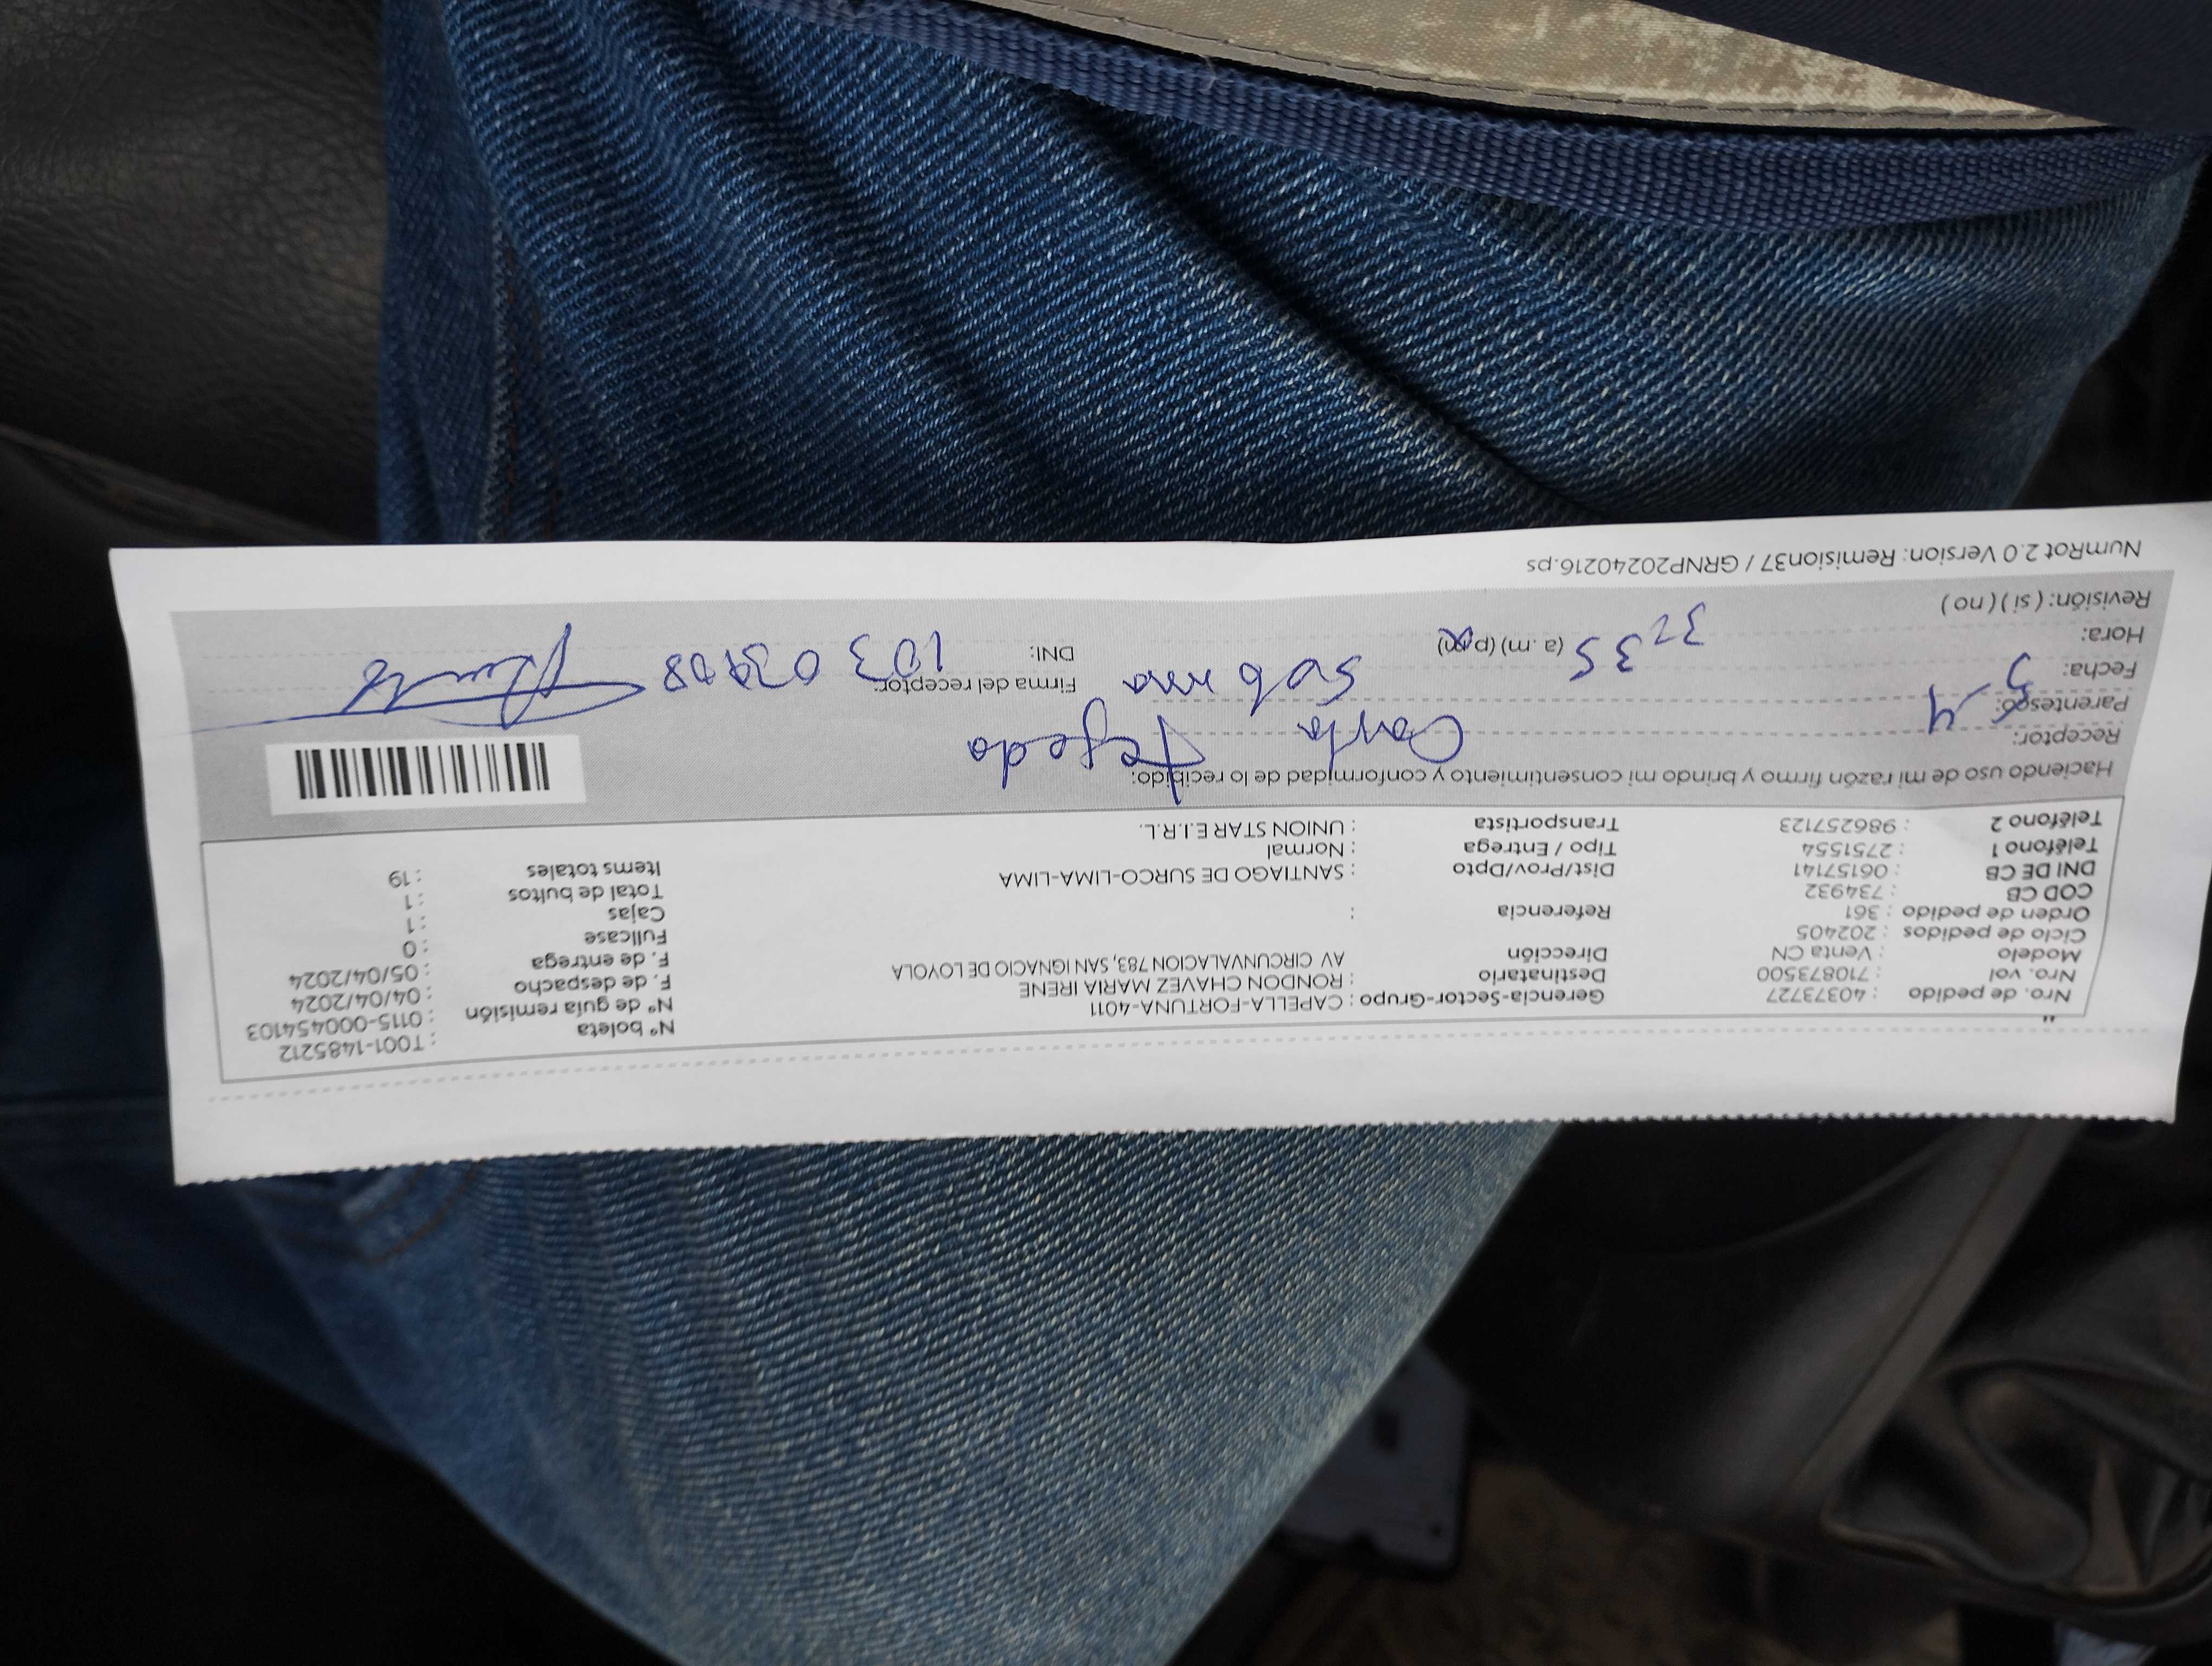 Nro. de pedido : 40373727 Gerencia-Sector-Grupo : CAPELLA-FORTUNA-4011 Nº boleta : T001-1485212
Nro. vol : 710873500 Destinatario : RONDON CHAVEZ MARIA IRENE Nº de guía remisión : 0115-000454103
Modelo : Venta CN Dirección AV CIRCUNVALACION 783, SAN IGNACIO DE LOYOLA F. de despacho : 04/04/2024
Ciclo de pedidos : 202405 F. de entrega : 05/04/2024
Orden de pedido : 361 Referencia : Fullcase : 0
COD CB : 734932 Cajas : 1
DNI DE CB : 06157141 Dist/Prov/Dpto : SANTIAGO DE SURCO-LIMA-LIMA Total de bultos : 1
Teléfono 1 : 2751554 Tipo / Entrega : Normal Items totales : 19
Teléfono 2 : 986257123 Transportista : UNION STAR E.I.R.L.
Haciendo uso de mi razón firmo y brindo mi consentimiento y conformidad de lo recibido:
Receptor: Carla Tejeda
Parentesco: Sobrina Firma del receptor:
Fecha: 5-4 DNI: 10303908
Hora: 3:35 (a. m) (p.m)
Revisión: ( si ) ( no )
NumRot 2.0 Version: Remision37 / GRNP20240216.ps